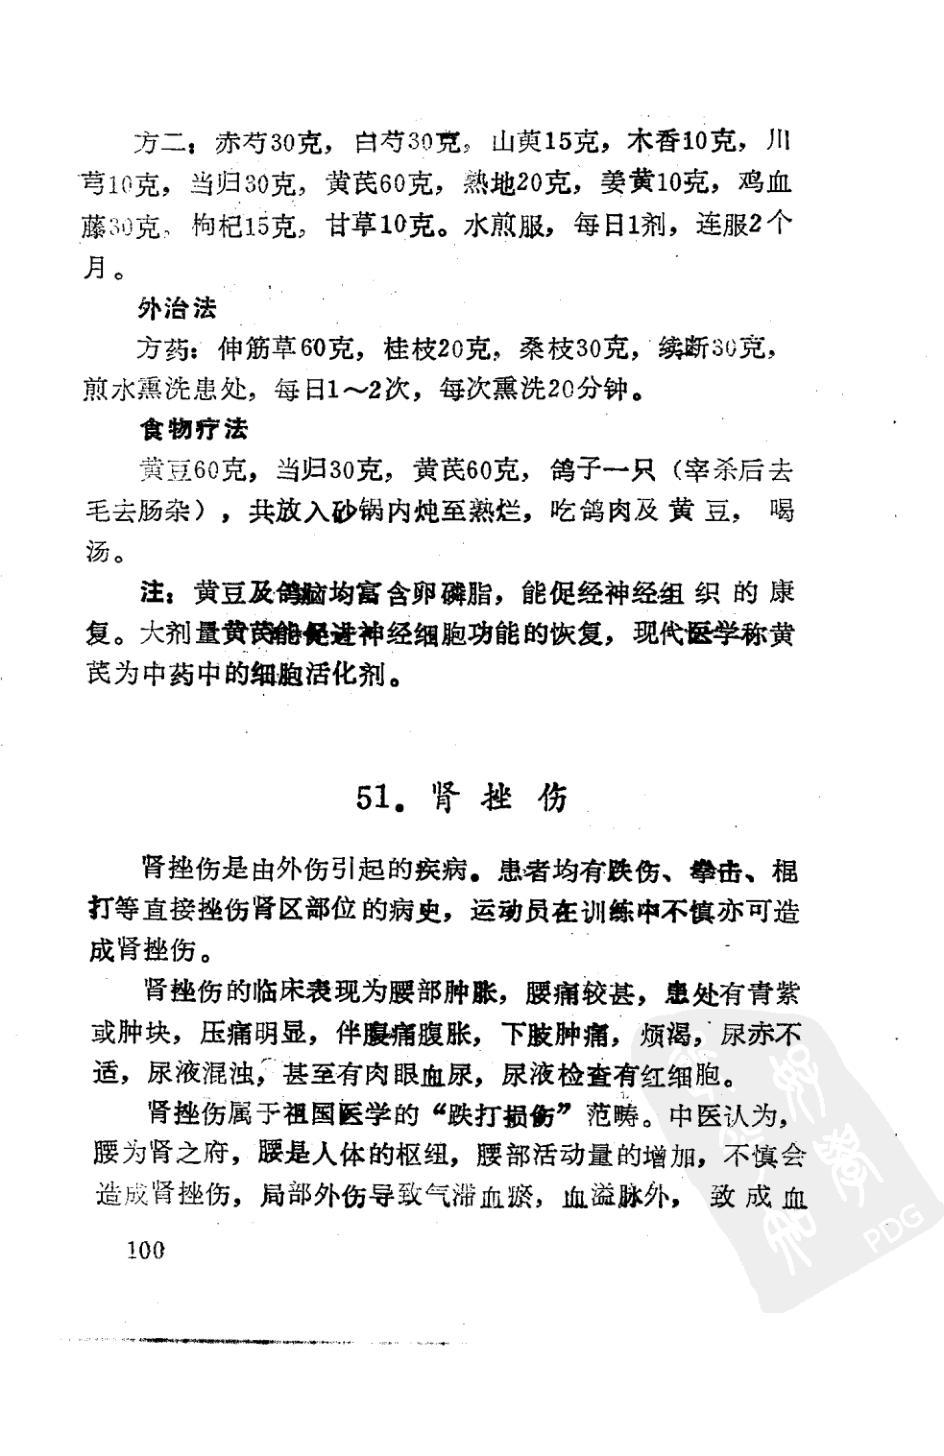 方二：赤芍30克，白芍30克，山萸15克，木香10克，川
芎10克，当归30克，黄芪60克，熟地20克，姜黄10克，鸡血
藤30克，枸杞15克，甘草10克。水煎服，每日1剂，连服2个
月。
外治法
方药：伸筋草60克，桂枝20克，桑枝30克，续断30克，
煎水熏洗患处，每日1～2次，每次熏洗20分钟。
食物疗法
黄豆60克，当归30克，黄芪60克，鸽子一只（宰杀后去
毛去肠杂），共放入砂锅内炖至熟烂，吃鸽肉及黄豆，喝
汤。
注：黄豆及鸽脑均富含卵磷脂，能促经神经组织的康
复。大剂量黄芪能促进神经细胞功能的恢复，现代医学称黄
芪为中药中的细胞活化剂。
51．肾挫伤
肾挫伤是由外伤引起的疾病。患者均有跌伤、拳击、棍
打等直接挫伤肾区部位的病史，运动员在训练中不慎亦可造
成肾挫伤。
肾挫伤的临床表现为腰部肿胀，腰痛较甚，患处有青紫
或肿块，压痛明显，伴腹痛腹胀，下肢肿痛，烦渴，尿赤不
适，尿液混浊，甚至有肉眼血尿，尿液检查有红细胞。
肾挫伤属于祖国医学的“跌打损伤”范畴。中医认为，
腰为肾之府，腰是人体的枢纽，腰部活动量的增加，不慎会
造成肾挫伤，局部外伤导致气滞血瘀，血溢脉外，致成血
100
PDG